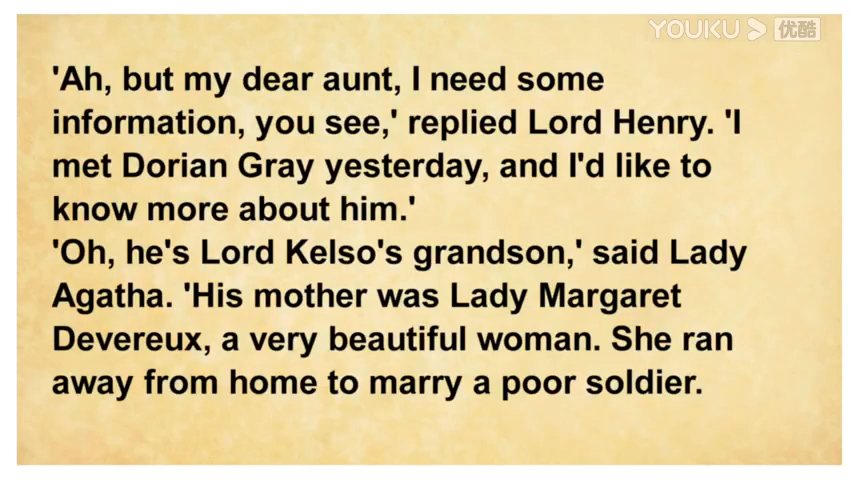 YOUKU 优酷
'Ah, but my dear aunt, I need some
information, you see,' replied Lord Henry. 'I
met Dorian Gray yesterday, and I'd like to
know more about him.'
'Oh, he's Lord Kelso's grandson,' said Lady
Agatha. 'His mother was Lady Margaret
Devereux, a very beautiful woman. She ran
away from home to marry a poor soldier.